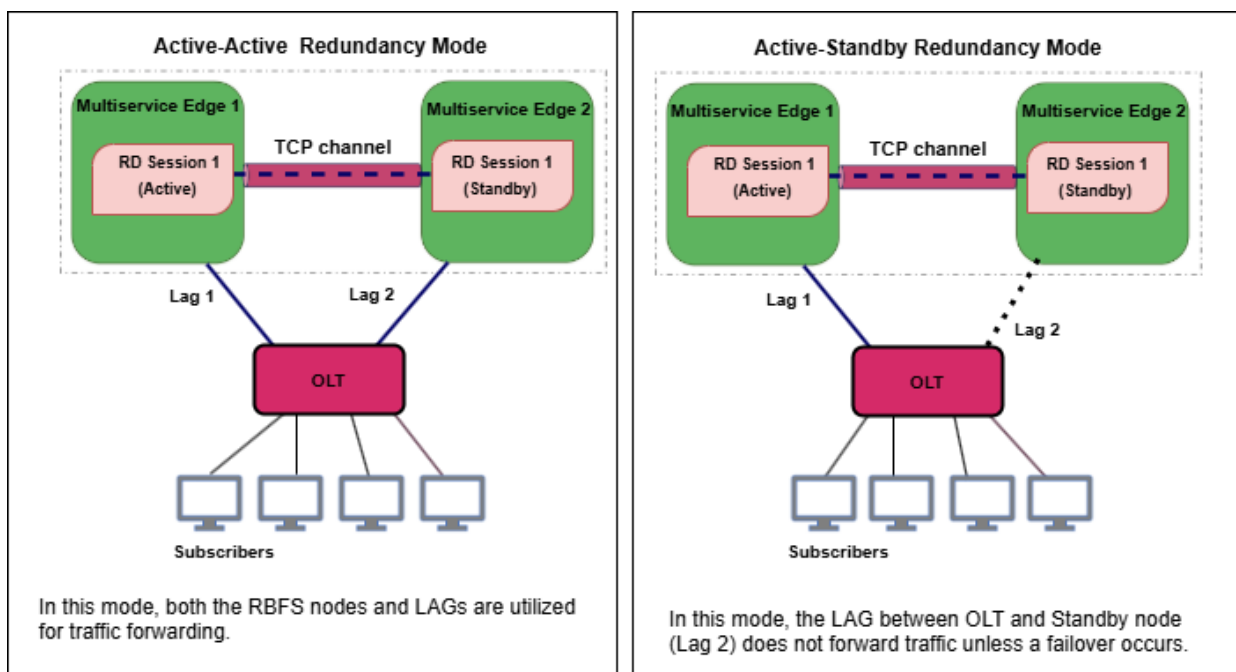 Active-Active Redundancy Mode
Multiservice Edge 1
Multiservice Edge 2
TCP channel
RD Session 1
(Active)
RD Session 1
(Standby)
Lag 1
Lag 2
OLT
Subscribers
In this mode, both the RBFS nodes and LAGs are utilized
for traffic forwarding.
Active-Standby Redundancy Mode
Multiservice Edge 1
Multiservice Edge 2
TCP channel
RD Session 1
(Active)
RD Session 1
(Standby)
Lag 1
Lag 2
OLT
Subscribers
In this mode, the LAG between OLT and Standby node
(Lag 2) does not forward traffic unless a failover occurs.